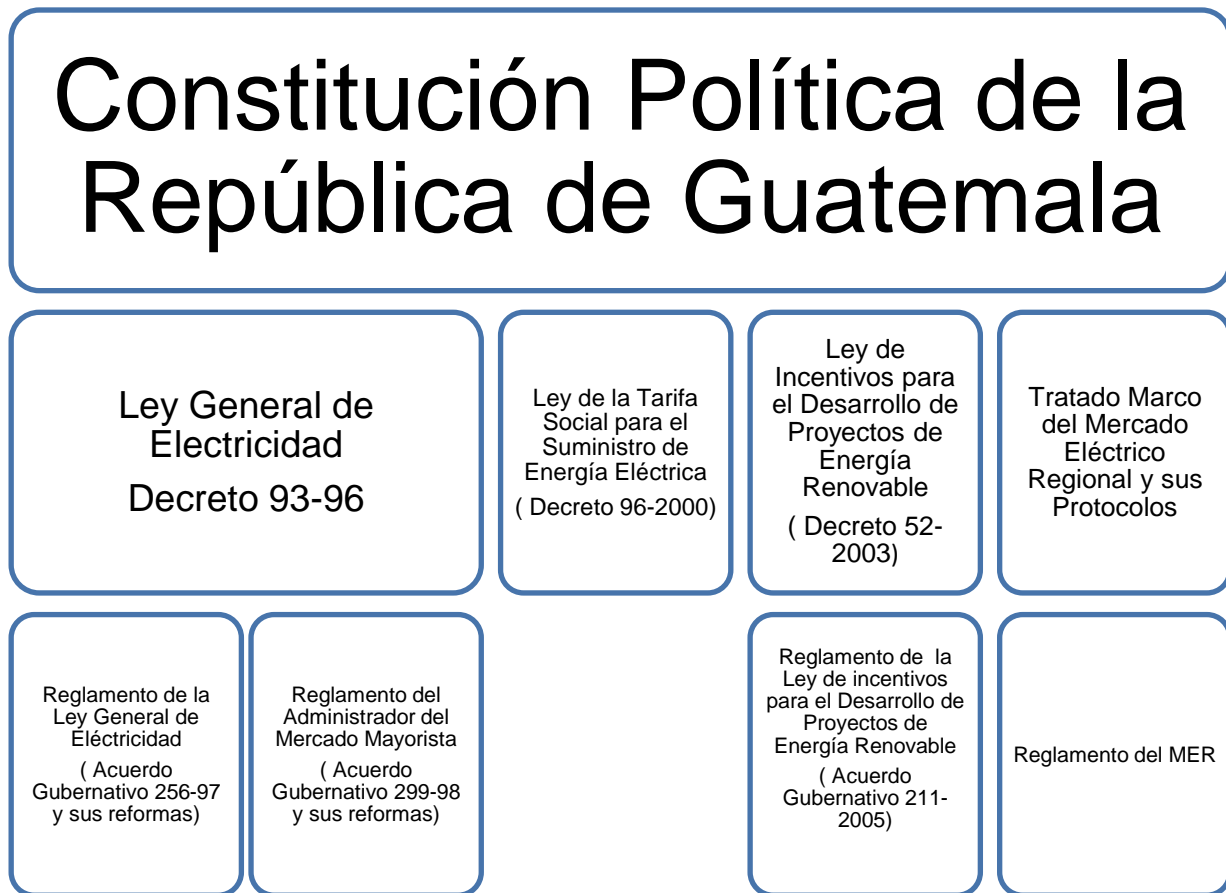 Constitución Política de la
República de Guatemala
Ley General de
Electricidad
Decreto 93-96
Ley de la Tarifa
Social para el
Suministro de
Energía Eléctrica
( Decreto 96-2000)
Ley de
Incentivos para
el Desarrollo de
Proyectos de
Energía
Renovable
( Decreto 52-
2003)
Tratado Marco
del Mercado
Eléctrico
Regional y sus
Protocolos
Reglamento de la
Ley General de
Eléctricidad
( Acuerdo
Gubernativo 256-97
y sus reformas)
Reglamento del
Administrador del
Mercado Mayorista
( Acuerdo
Gubernativo 299-98
y sus reformas)
Reglamento de  la
Ley de incentivos
para el Desarrollo de
Proyectos de
Energía Renovable
( Acuerdo
Gubernativo 211-
2005)
Reglamento del MER